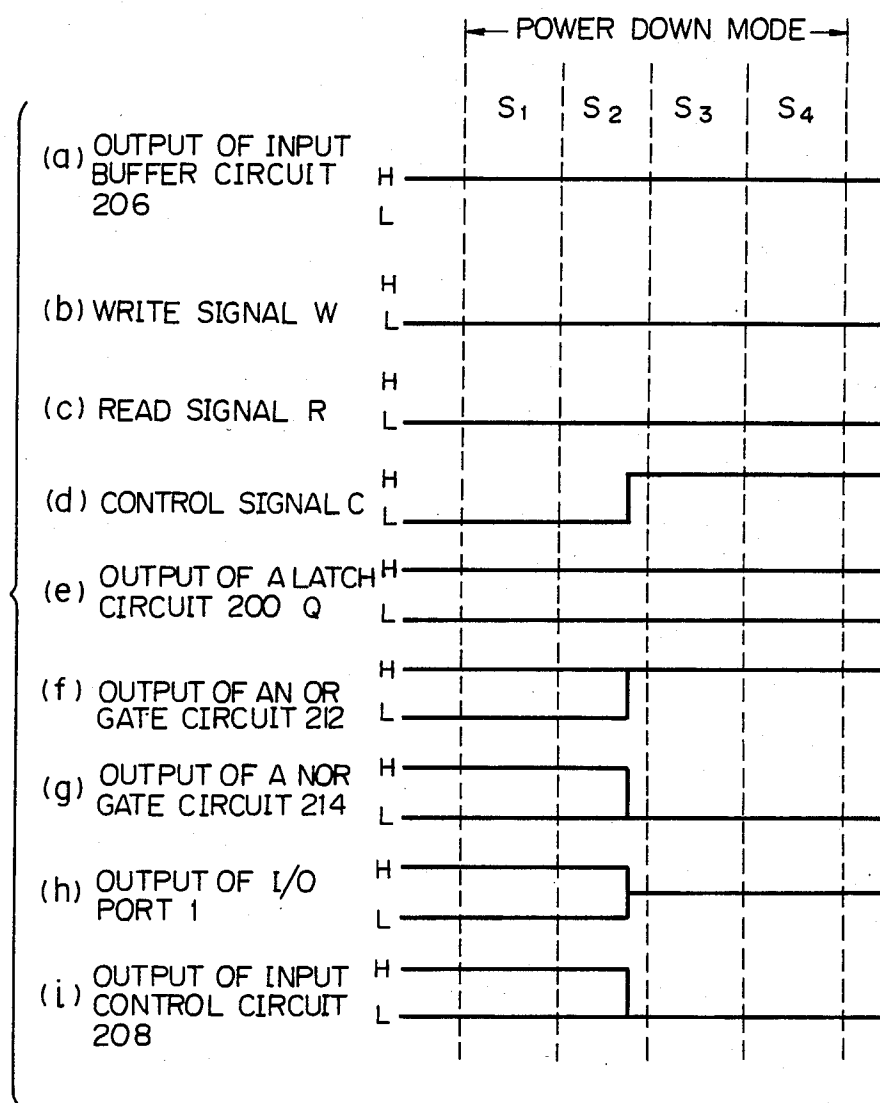 POWER DOWN MODE
S1 S2 S3 S4
(a) OUTPUT OF INPUT
BUFFER CIRCUIT
206
H
L
(b) WRITE SIGNAL W
H
L
(c) READ SIGNAL R
H
L
(d) CONTROL SIGNAL C
H
L
(e) OUTPUT OF A LATCH
CIRCUIT 200 Q
H
L
(f) OUTPUT OF AN OR
GATE CIRCUIT 212
H
L
(g) OUTPUT OF A NOR
GATE CIRCUIT 214
H
L
(h) OUTPUT OF I/O
PORT 1
H
L
(i) OUTPUT OF INPUT
CONTROL CIRCUIT
208
H
L